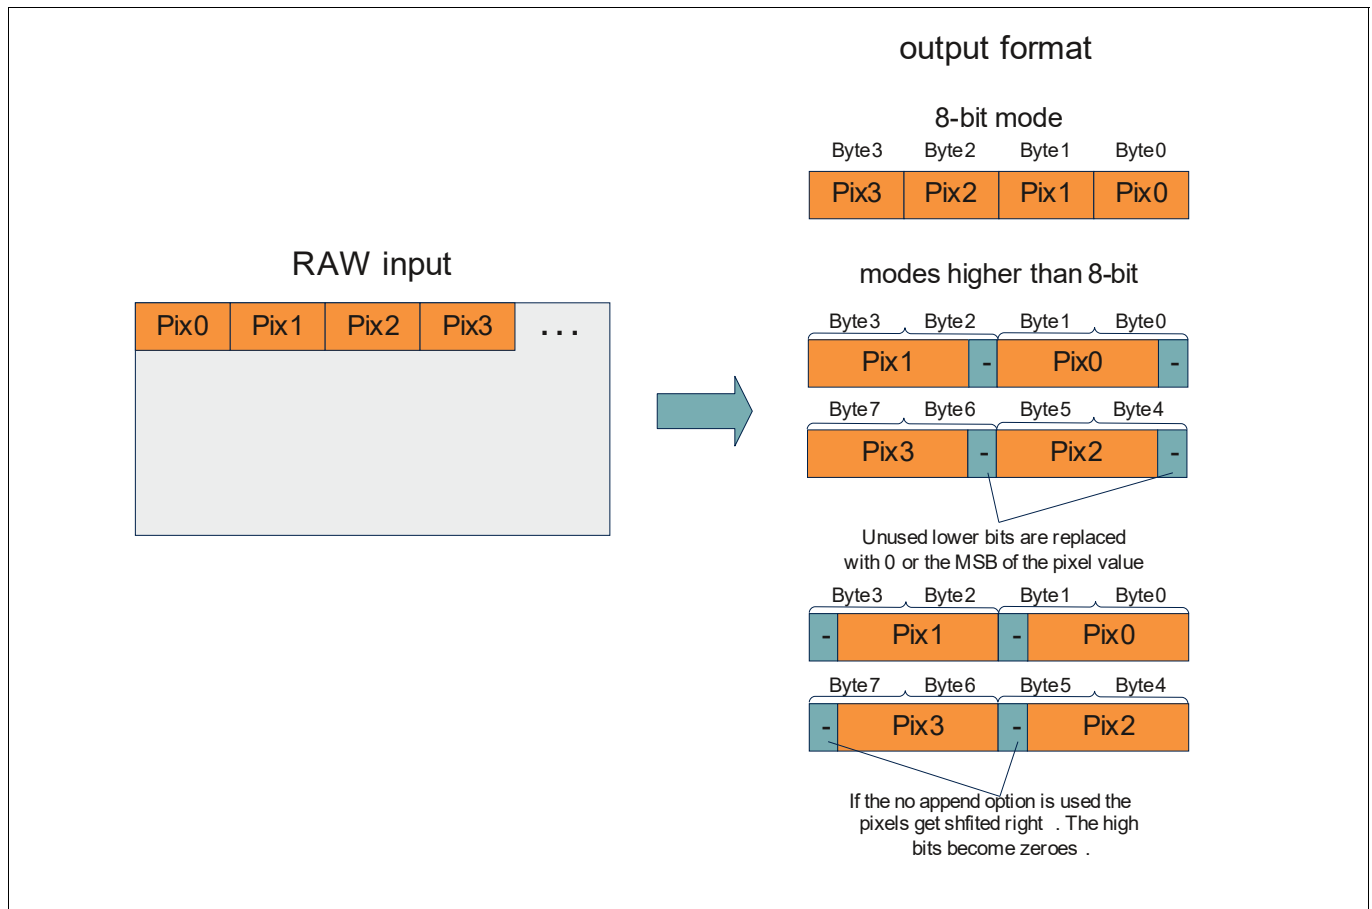 output format
8-bit mode
Byte3 Byte2 Byte1 Byte0
Pix3 Pix2 Pix1 Pix0
RAW input
Pix0 Pix1 Pix2 Pix3 ...
modes higher than 8-bit
Byte3 Byte2 Byte1 Byte0
Pix1 - Pix0 -
Byte7 Byte6 Byte5 Byte4
Pix3 - Pix2 -
Unused lower bits are replaced
with 0 or the MSB of the pixel value
Byte3 Byte2 Byte1 Byte0
- Pix1 - Pix0
Byte7 Byte6 Byte5 Byte4
- Pix3 - Pix2
If the no append option is used the
pixels get shfited right . The high
bits become zeroes .